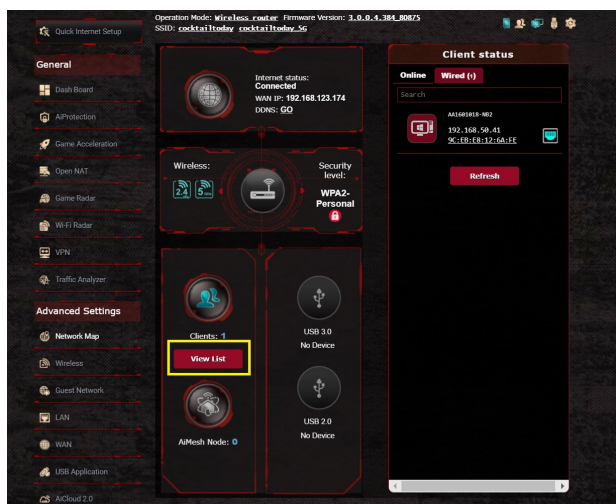 Operation Mode: Wireless router Firmware Version: 3.0.0.4.384_80875
SSID: cocktailtoday cocktailtoday_5G
Quick Internet Setup
General
Dash Board
AiProtection
Game Acceleration
Open NAT
Game Radar
Wi-Fi Radar
VPN
Traffic Analyzer
Advanced Settings
Network Map
Wireless
Guest Network
LAN
WAN
USB Application
AiCloud 2.0
Internet status:
Connected
WAN IP: 192.168.123.174
DDNS: GO
Wireless:
2.4
5
Security
level:
WPA2-
Personal
Clients: 1
View List
AiMesh Node: 0
USB 3.0
No Device
USB 2.0
No Device
Client status
Online
Wired (1)
Search
AA1601018-NB2
192.168.50.41
9C:EB:E8:12:6A:FE
Refresh